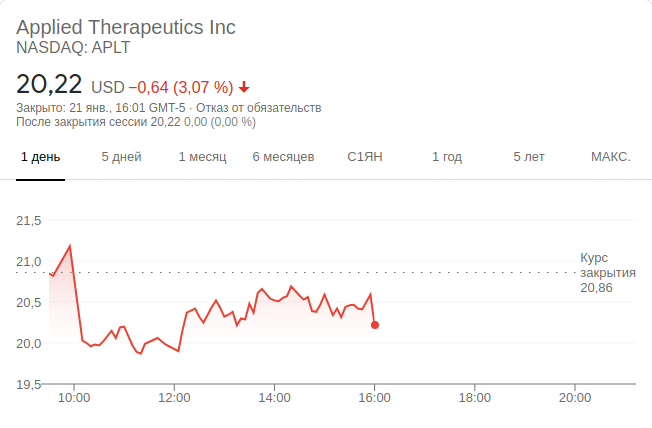 Applied Therapeutics Inc
NASDAQ: APLT
20,22 USD −0,64 (3,07 %)
Закрыто: 21 янв., 16:01 GMT-5 · Отказ от обязательств
После закрытия сессии 20,22 0,00 (0,00 %)
1 день 5 дней 1 месяц 6 месяцев С1ЯН 1 год 5 лет МАКС.
21,5
21,0
20,5
20,0
19,5
Курс
закрытия
20,86
10:00 12:00 14:00 16:00 18:00 20:00